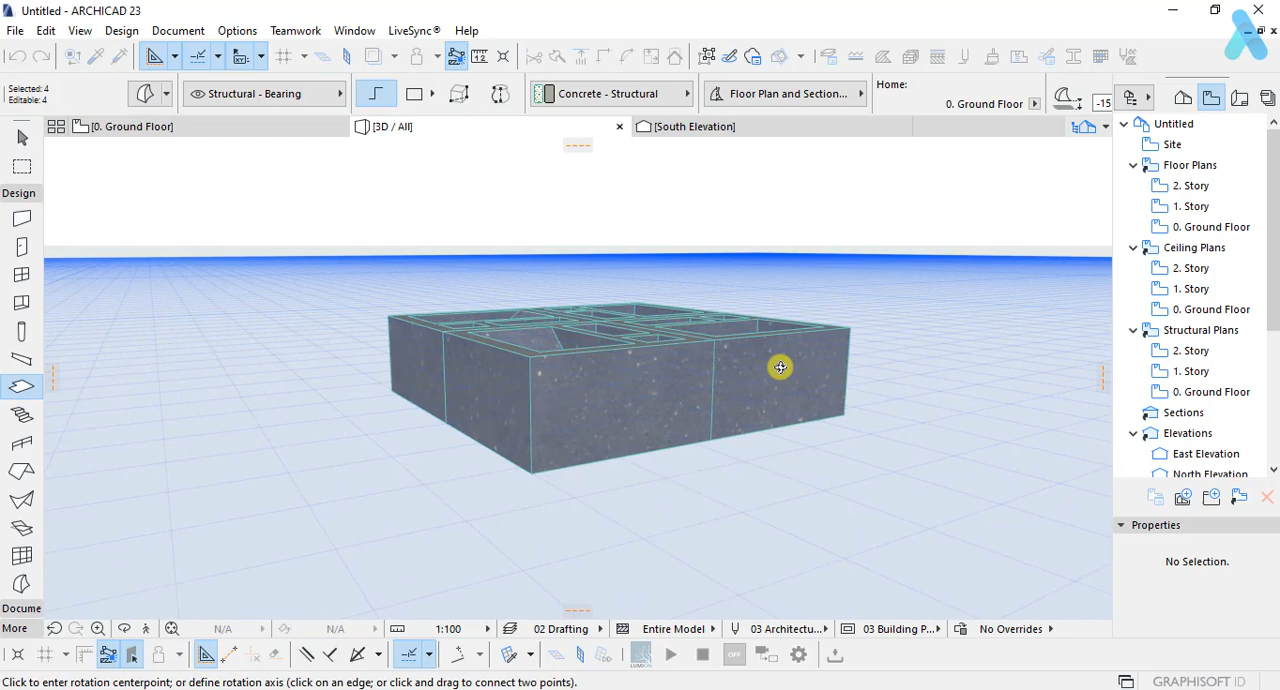 Untitled - ARCHICAD 23
File Edit View Design Document Options Teamwork Window LiveSync® Help
Selected: 4
Editable: 4
Structural - Bearing
Concrete - Structural
Floor Plan and Section...
Home:
0. Ground Floor
-15
[0. Ground Floor]
[3D / All]
[South Elevation]
Untitled
Site
Floor Plans
2. Story
1. Story
0. Ground Floor
Ceiling Plans
2. Story
1. Story
0. Ground Floor
Structural Plans
2. Story
1. Story
0. Ground Floor
Sections
Elevations
East Elevation
North Elevation
Properties
No Selection.
Design
Docume
More
N/A
N/A
1:100
02 Drafting
Entire Model
03 Architectu...
03 Building P...
No Overrides
LUMION
OFF
Click to enter rotation centerpoint; or define rotation axis (click on an edge; or click and drag to connect two points).
GRAPHISOFT ID